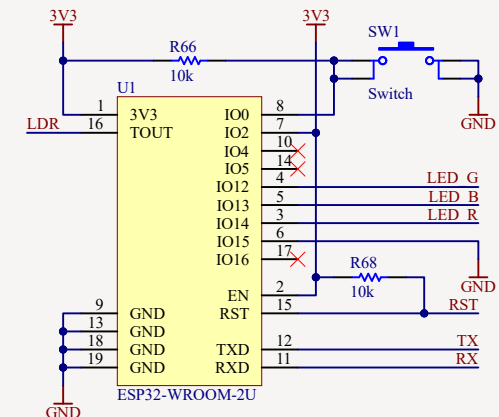 3V3
3V3
SW1
R66
10k
U1
Switch
1
3V3
IO0
8
GND
LDR
16
TOUT
IO2
7
IO4
10
IO5
14
IO12
4
LED_G
IO13
5
LED_B
IO14
3
LED_R
IO15
6
IO16
17
R68
GND
EN
2
10k
9
GND
RST
15
RST
13
GND
18
GND
TXD
12
TX
19
GND
RXD
11
RX
ESP32-WROOM-2U
GND